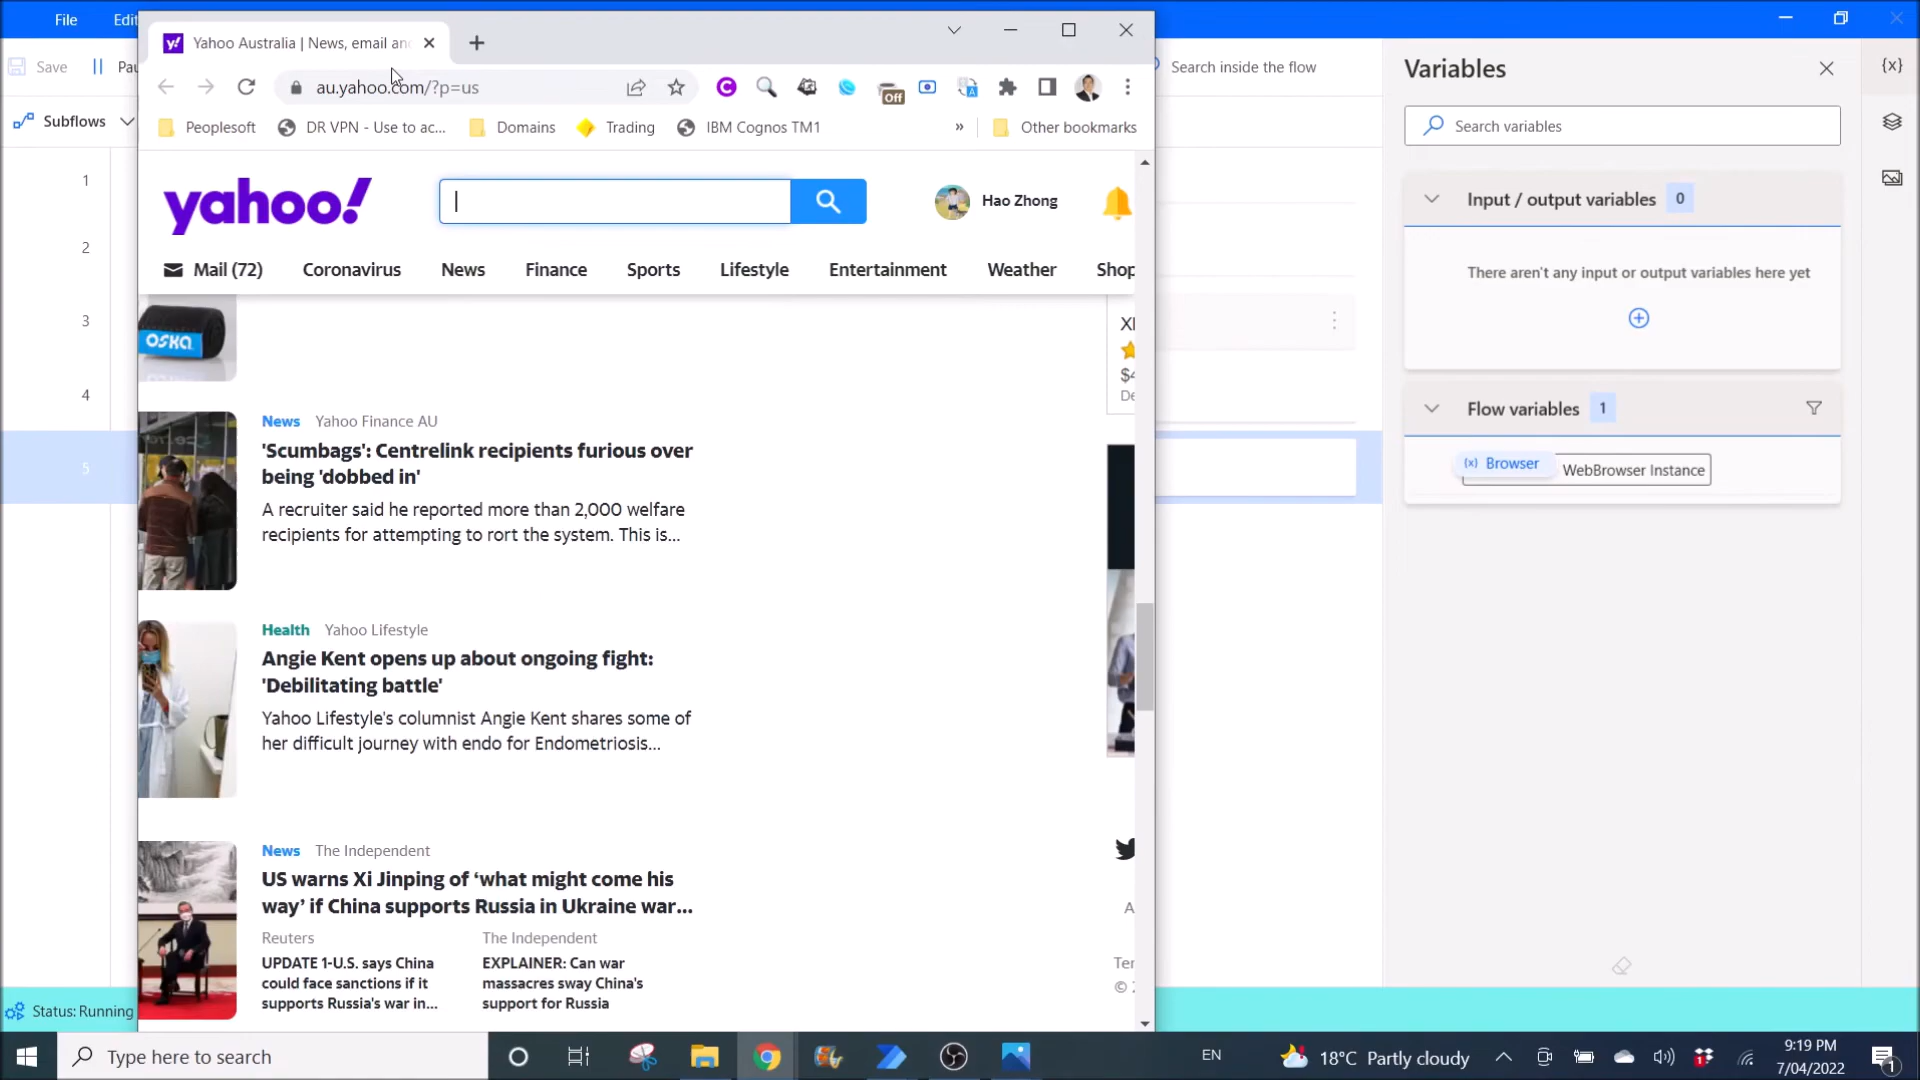 File Edit
Yahoo Australia | News, email an
Save Pau
au.yahoo.com/?p=us
Off
Search inside the flow
Variables
{x}
Subflows
Peoplesoft DR VPN - Use to ac... Domains Trading IBM Cognos TM1 » Other bookmarks
Search variables
yahoo!
Hao Zhong
Mail (72) Coronavirus News Finance Sports Lifestyle Entertainment Weather Shop
1
2
3
4
5
Input / output variables 0
There aren't any input or output variables here yet
Flow variables 1
(x) Browser WebBrowser Instance
OSKA
News Yahoo Finance AU
'Scumbags': Centrelink recipients furious over
being 'dobbed in'
A recruiter said he reported more than 2,000 welfare
recipients for attempting to rort the system. This is...
Health Yahoo Lifestyle
Angie Kent opens up about ongoing fight:
'Debilitating battle'
Yahoo Lifestyle's columnist Angie Kent shares some of
her difficult journey with endo for Endometriosis...
News The Independent
US warns Xi Jinping of ‘what might come his
way’ if China supports Russia in Ukraine war...
Reuters
UPDATE 1-U.S. says China
could face sanctions if it
supports Russia's war in...
The Independent
EXPLAINER: Can war
massacres sway China's
support for Russia
Status: Running
Type here to search
EN
18°C Partly cloudy
9:19 PM
7/04/2022
1